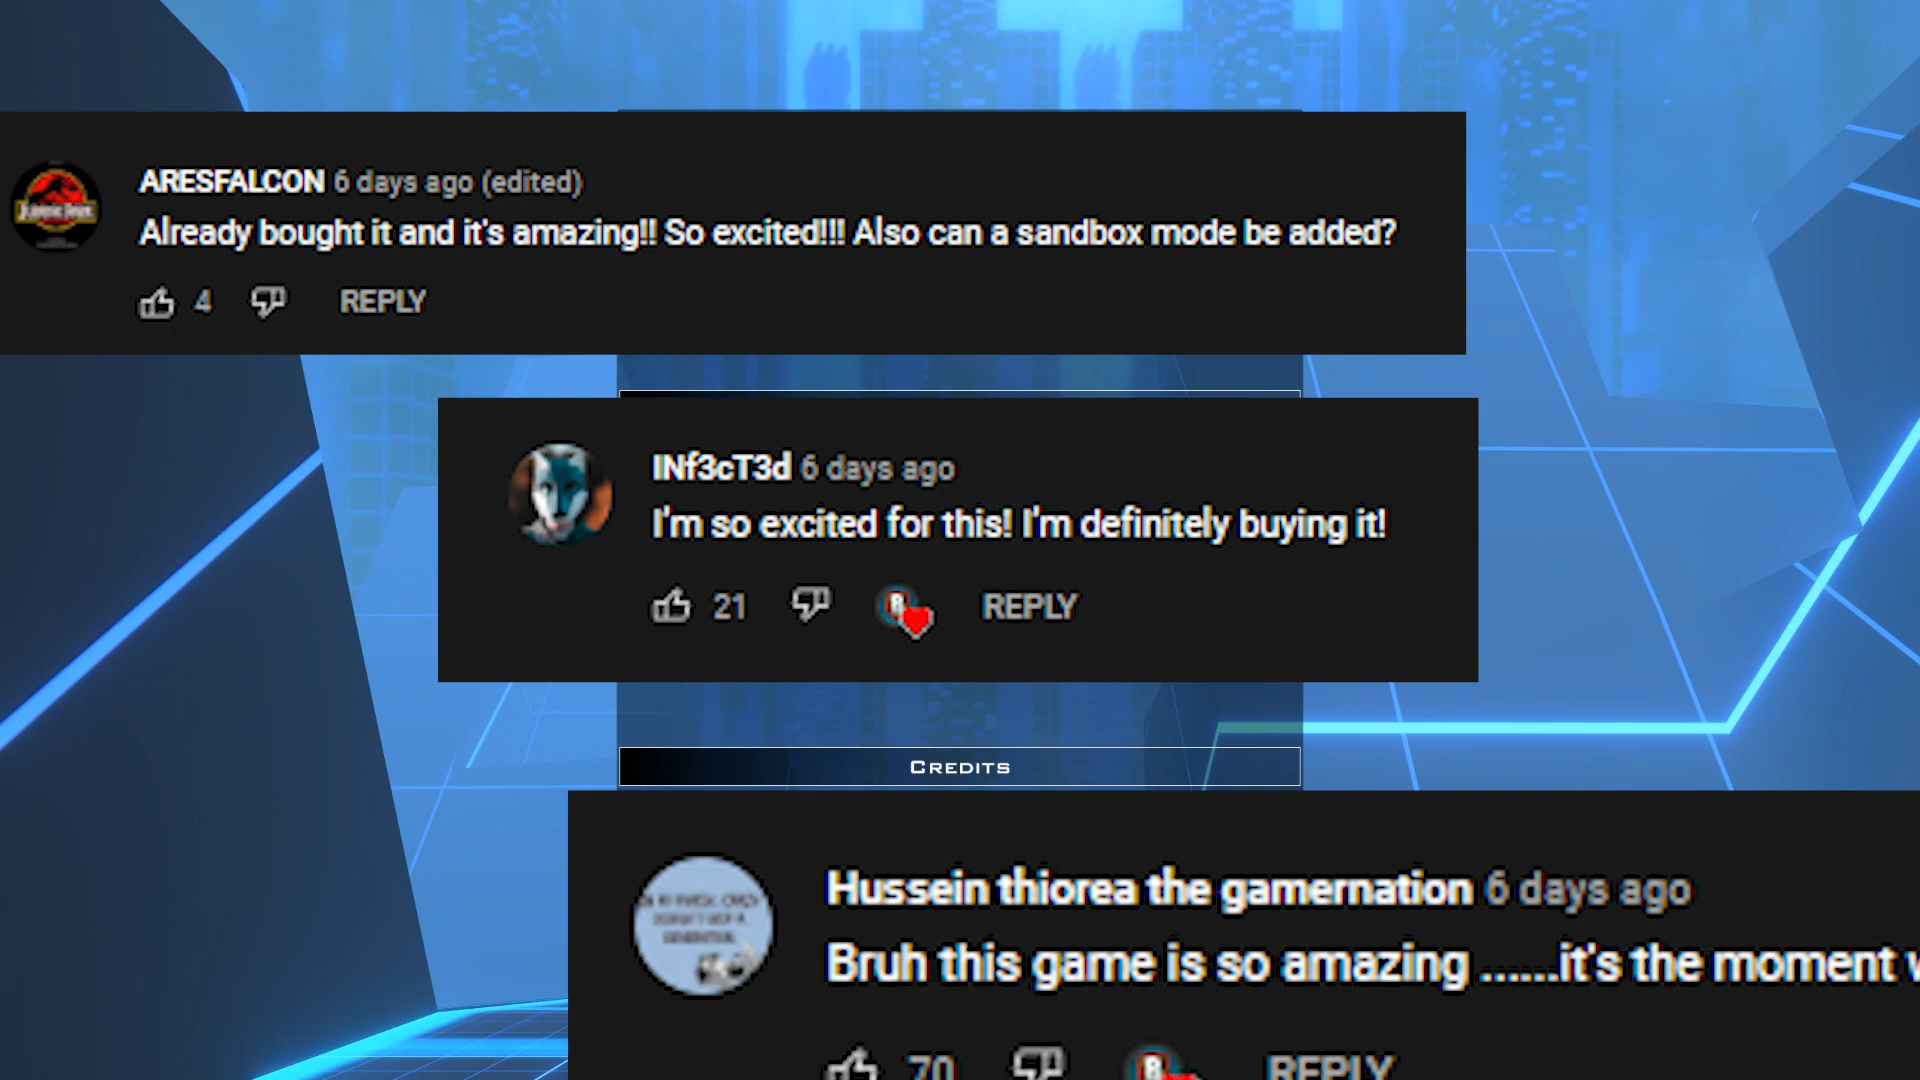 ARESFALCON 6 days ago (edited)
Already bought it and it's amazing!! So excited!!! Also can a sandbox mode be added?
4 REPLY
INf3cT3d 6 days ago
I'm so excited for this! I'm definitely buying it!
21 REPLY
CREDITS
Hussein thiorea the gamernation 6 days ago
Bruh this game is so amazing ......it's the moment
70 REPLY